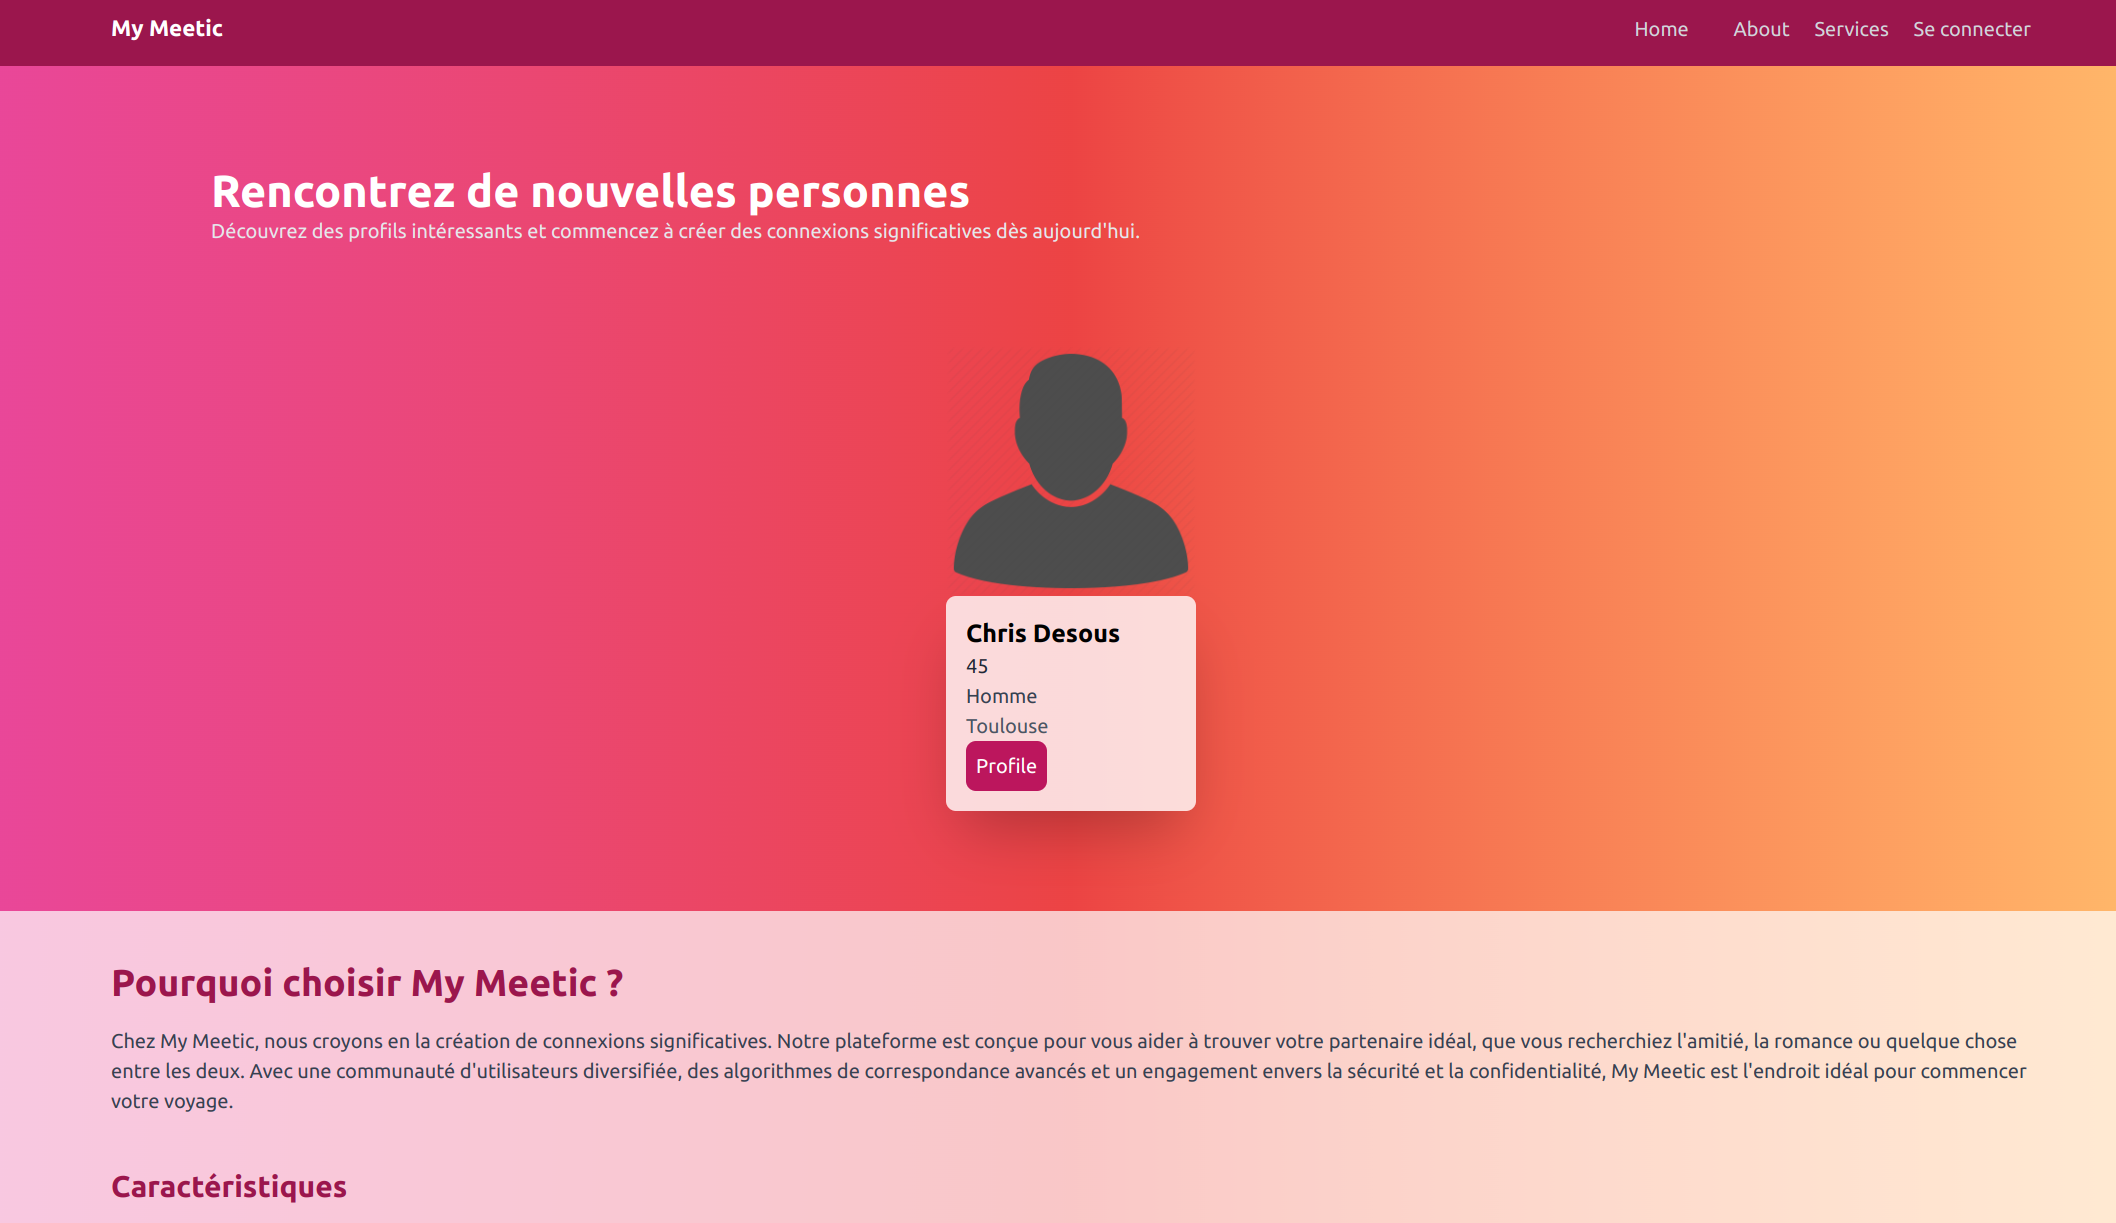 My Meetic
Home About Services Se connecter
Rencontrez de nouvelles personnes
Découvrez des profils intéressants et commencez à créer des connexions significatives dès aujourd'hui.
Chris Desous
45
Homme
Toulouse
Profile
Pourquoi choisir My Meetic ?
Chez My Meetic, nous croyons en la création de connexions significatives. Notre plateforme est conçue pour vous aider à trouver votre partenaire idéal, que vous recherchiez l'amitié, la romance ou quelque chose
entre les deux. Avec une communauté d'utilisateurs diversifiée, des algorithmes de correspondance avancés et un engagement envers la sécurité et la confidentialité, My Meetic est l'endroit idéal pour commencer
votre voyage.
Caractéristiques